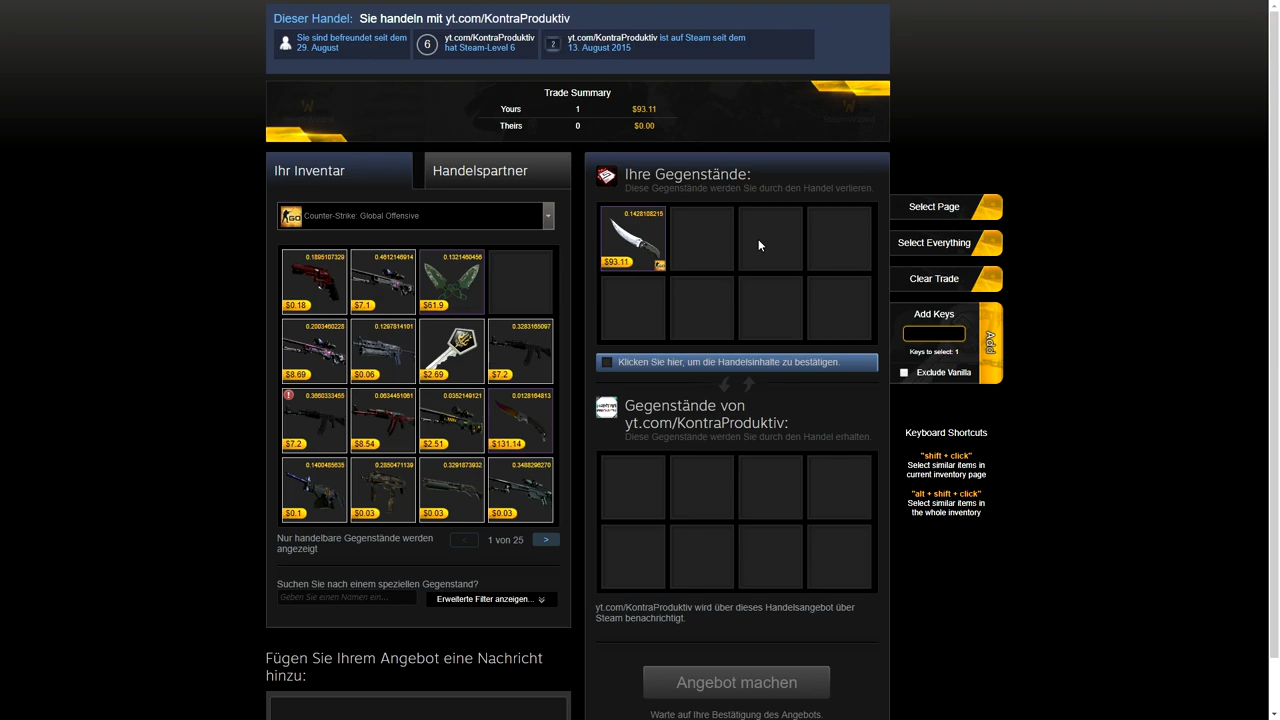 Dieser Handel: Sie handeln mit yt.com/KontraProduktiv
Sie sind befreundet seit dem
29. August
6
yt.com/KontraProduktiv
hat Steam-Level 6
2
yt.com/KontraProduktiv ist auf Steam seit dem
13. August 2015
Trade Summary
Yours 1 $93.11
Theirs 0 $0.00
Ihr Inventar
Handelspartner
Counter-Strike: Global Offensive
0.1895107329 0.4612146914 0.1321460456
$0.18 $7.1 $61.9
0.2003460228 0.1297814101 0.3283165097
$8.69 $0.06 $2.69 $7.2
0.3660333455 0.0634451061 0.0352149121 0.0128164813
$7.2 $8.54 $2.51 $131.14
0.1400485635 0.2850471139 0.3291873932 0.3488296270
$0.1 $0.03 $0.03 $0.03
Nur handelbare Gegenstände werden
angezeigt
< 1 von 25 >
Suchen Sie nach einem speziellen Gegenstand?
Geben Sie einen Namen ein...
Erweiterte Filter anzeigen...
Fügen Sie Ihrem Angebot eine Nachricht
hinzu:
Ihre Gegenstände:
Diese Gegenstände werden Sie durch den Handel verlieren.
0.1428108215
$93.11
Klicken Sie hier, um die Handelsinhalte zu bestätigen.
Gegenstände von
yt.com/KontraProduktiv:
Diese Gegenstände werden Sie durch den Handel erhalten.
yt.com/KontraProduktiv wird über dieses Handelsangebot über
Steam benachrichtigt.
Angebot machen
Warte auf Ihre Bestätigung des Angebots.
Select Page
Select Everything
Clear Trade
Add Keys
Keys to select: 1
Exclude Vanilla
Add
Keyboard Shortcuts
"shift + click"
Select similar items in
current inventory page
"alt + shift + click"
Select similar items in
the whole inventory